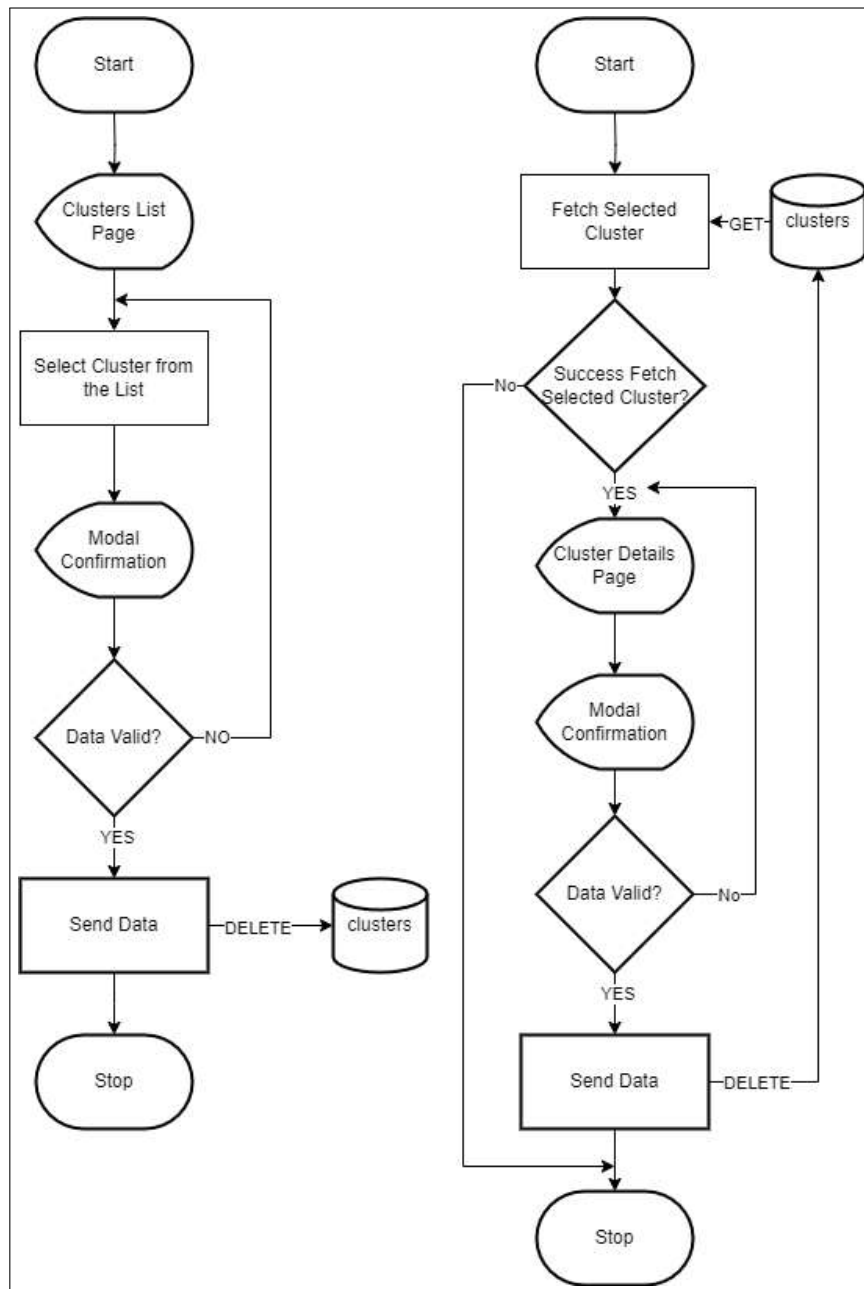 Start
Clusters List
Page
Select Cluster from
the List
Modal
Confirmation
Data Valid?
NO
YES
Send Data
DELETE
clusters
Stop
Start
Fetch Selected
Cluster
GET
clusters
Success Fetch
Selected Cluster?
No
YES
Cluster Details
Page
Modal
Confirmation
Data Valid?
No
YES
Send Data
DELETE
Stop